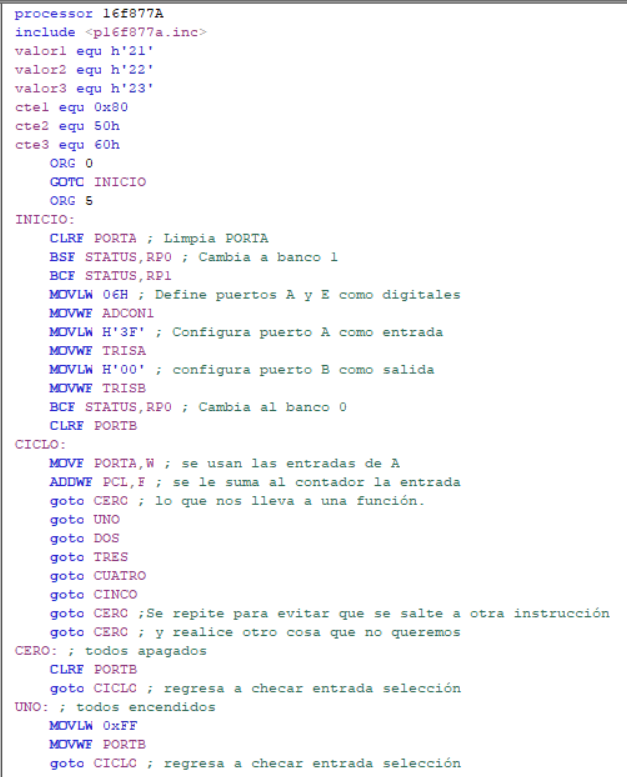 processor 16f877A
include <p16f877a.inc>
valor1 equ h'21'
valor2 equ h'22'
valor3 equ h'23'
cte1 equ 0x80
cte2 equ 50h
cte3 equ 60h
ORG 0
GOTO INICIO
ORG 5
INICIO:
CLRF PORTA ; Limpia PORTA
BSF STATUS,RP0 ; Cambia a banco 1
BCF STATUS,RP1
MOVLW 06H ; Define puertos A y E como digitales
MOVWF ADCON1
MOVLW H'3F' ; Configura puerto A como entrada
MOVWF TRISA
MOVLW H'00' ; configura puerto B como salida
MOVWF TRISB
BCF STATUS,RP0 ; Cambia al banco 0
CLRF PORTB
CICLO:
MOVF PORTA,W ; se usan las entradas de A
ADDWF PCL,F ; se le suma al contador la entrada
goto CERO ; lo que nos lleva a una función.
goto UNO
goto DOS
goto TRES
goto CUATRO
goto CINCO
goto CERO ;Se repite para evitar que se salte a otra instrucción
goto CERO ; y realice otro cosa que no queremos
CERO: ; todos apagados
CLRF PORTB
goto CICLO ; regresa a checar entrada selección
UNO: ; todos encendidos
MOVLW 0xFF
MOVWF PORTB
goto CICLO ; regresa a checar entrada selección